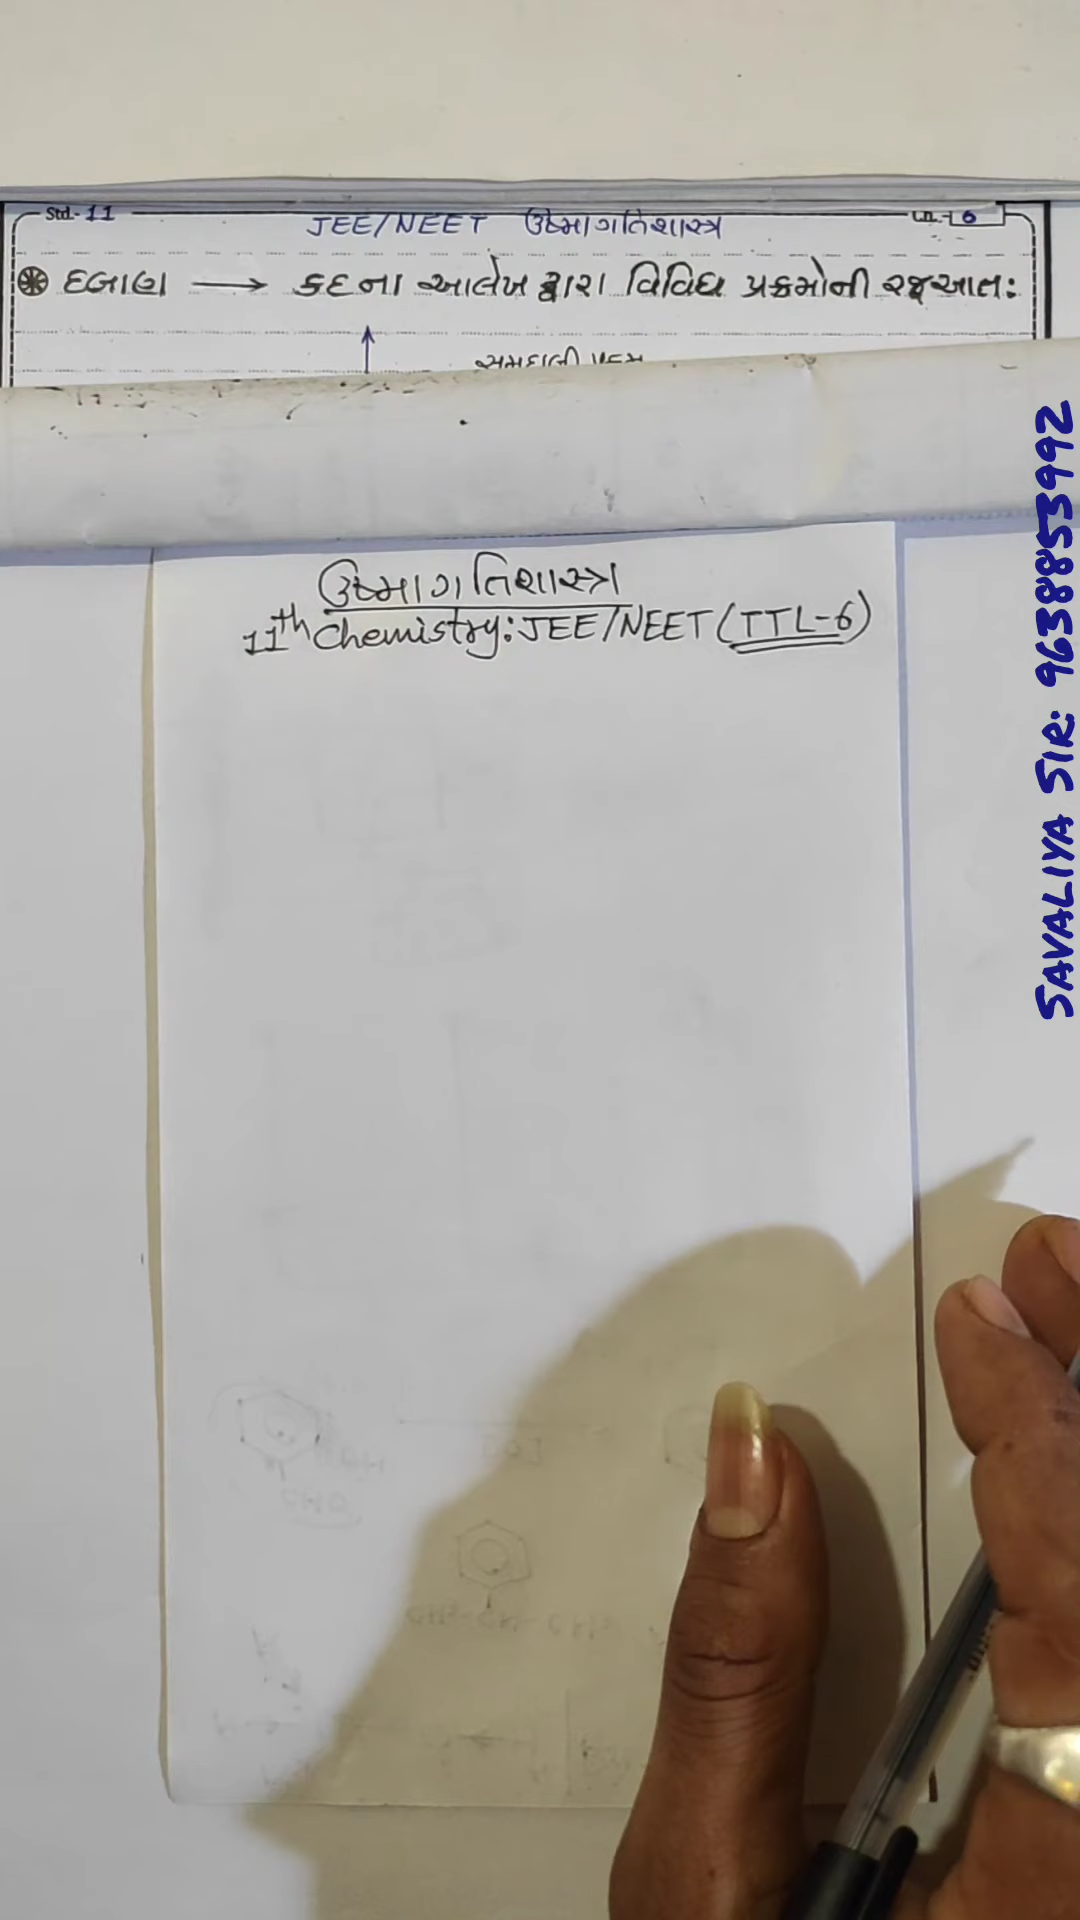 Std.- 11
JEE/NEET ઉષ્માગતિશાસ્ત્ર
6
દબાણ → કદના આલેખ દ્વારા વિવિધ પ્રક્રમોની રજૂઆત:
ઉષ્માગતિશાસ્ત્ર
11th Chemistry: JEE/NEET (TTL-6)
SAVALIYA SIR: 9638853992